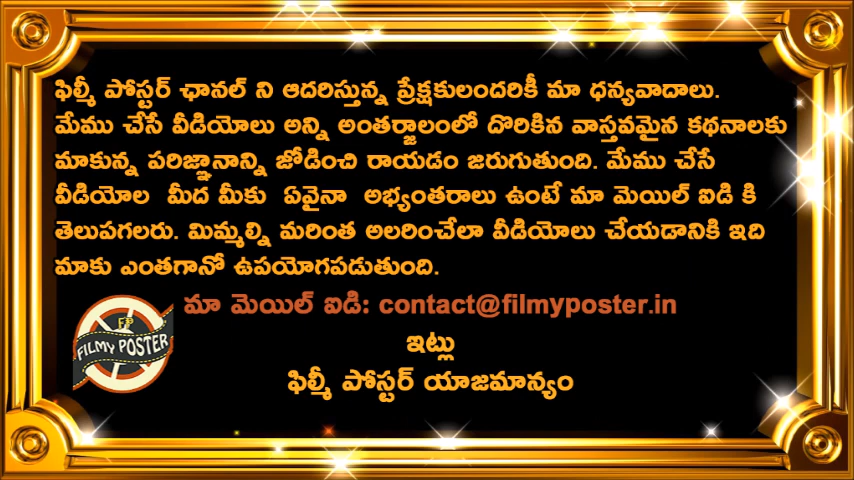 ఫిల్మీ పోస్టర్ ఛానల్ ని ఆదరిస్తున్న ప్రేక్షకులందరికీ మా ధన్యవాదాలు.
మేము చేసే వీడియోలు అన్ని అంతర్జాలంలో దొరికిన వాస్తవమైన కథనాలకు
మాకున్న పరిజ్ఞానాన్ని జోడించి రాయడం జరుగుతుంది. మేము చేసే
వీడియోల మీద మీకు ఏవైనా అభ్యంతరాలు ఉంటే మా మెయిల్ ఐడి కి
తెలుపగలరు. మిమ్మల్ని మరింత అలరించేలా వీడియోలు చేయడానికి ఇది
మాకు ఎంతగానో ఉపయోగపడుతుంది.
మా మెయిల్ ఐడి: contact@filmyposter.in
FP
FILMY POSTER
ఇట్లు
ఫిల్మీ పోస్టర్ యాజమాన్యం